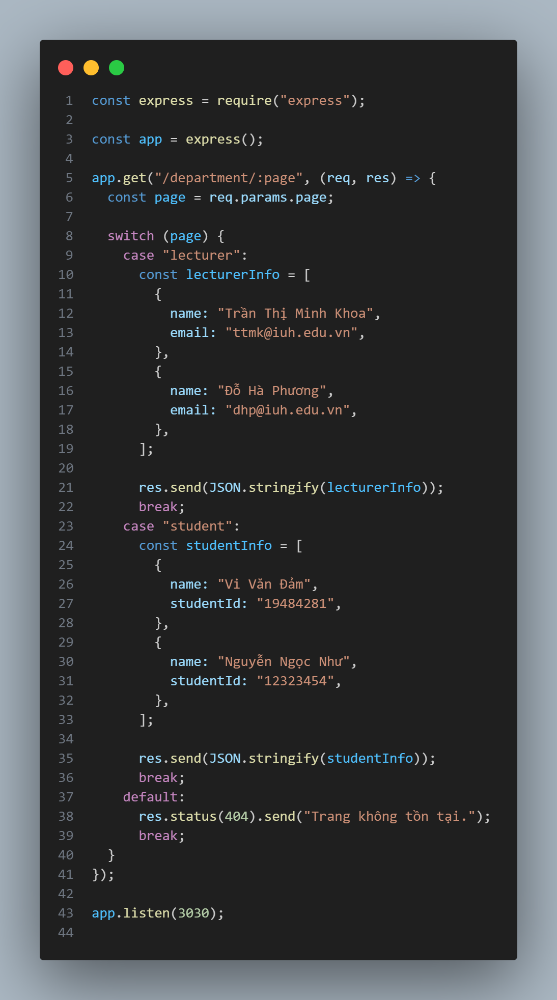 1 const express = require("express");
2
3 const app = express();
4
5 app.get("/department/:page", (req, res) => {
6   const page = req.params.page;
7
8   switch (page) {
9     case "lecturer":
10       const lecturerInfo = [
11         {
12           name: "Trần Thị Minh Khoa",
13           email: "ttmk@iuh.edu.vn",
14         },
15         {
16           name: "Đỗ Hà Phương",
17           email: "dhp@iuh.edu.vn",
18         },
19       ];
20
21       res.send(JSON.stringify(lecturerInfo));
22       break;
23     case "student":
24       const studentInfo = [
25         {
26           name: "Vi Văn Đảm",
27           studentId: "19484281",
28         },
29         {
30           name: "Nguyễn Ngọc Như",
31           studentId: "12323454",
32         },
33       ];
34
35       res.send(JSON.stringify(studentInfo));
36       break;
37     default:
38       res.status(404).send("Trang không tồn tại.");
39       break;
40   }
41 });
42
43 app.listen(3030);
44